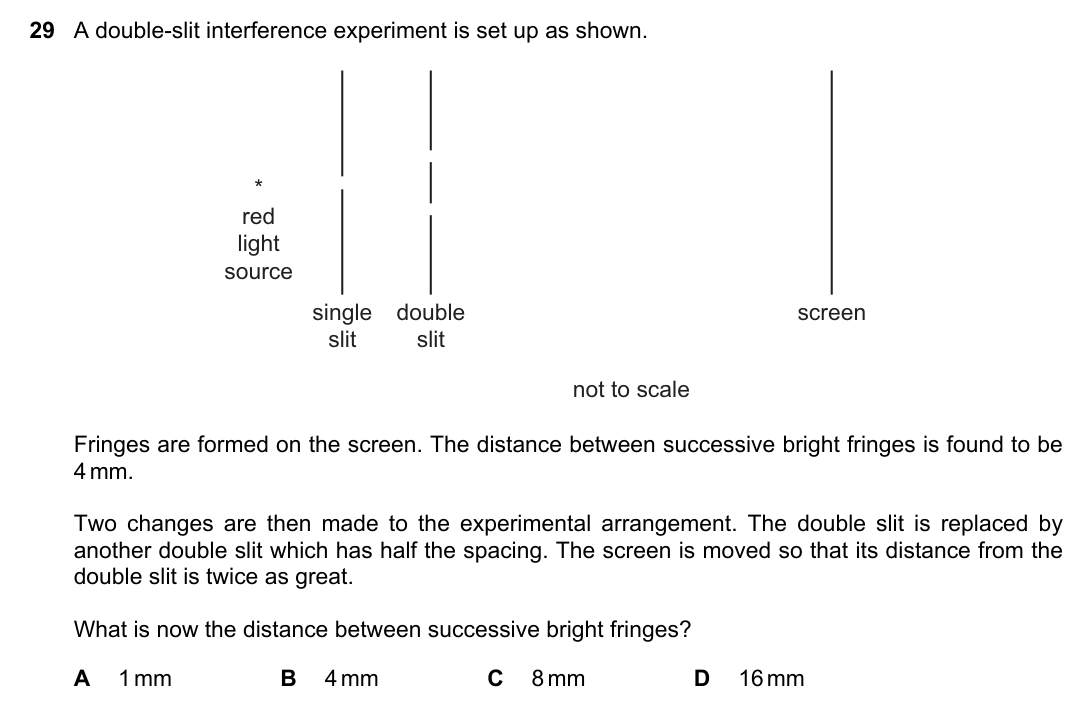 29 A double-slit interference experiment is set up as shown.
*
red
light
source
single
slit
double
slit
screen
not to scale
Fringes are formed on the screen. The distance between successive bright fringes is found to be
4 mm.
Two changes are then made to the experimental arrangement. The double slit is replaced by
another double slit which has half the spacing. The screen is moved so that its distance from the
double slit is twice as great.
What is now the distance between successive bright fringes?
A 1 mm B 4 mm C 8 mm D 16 mm